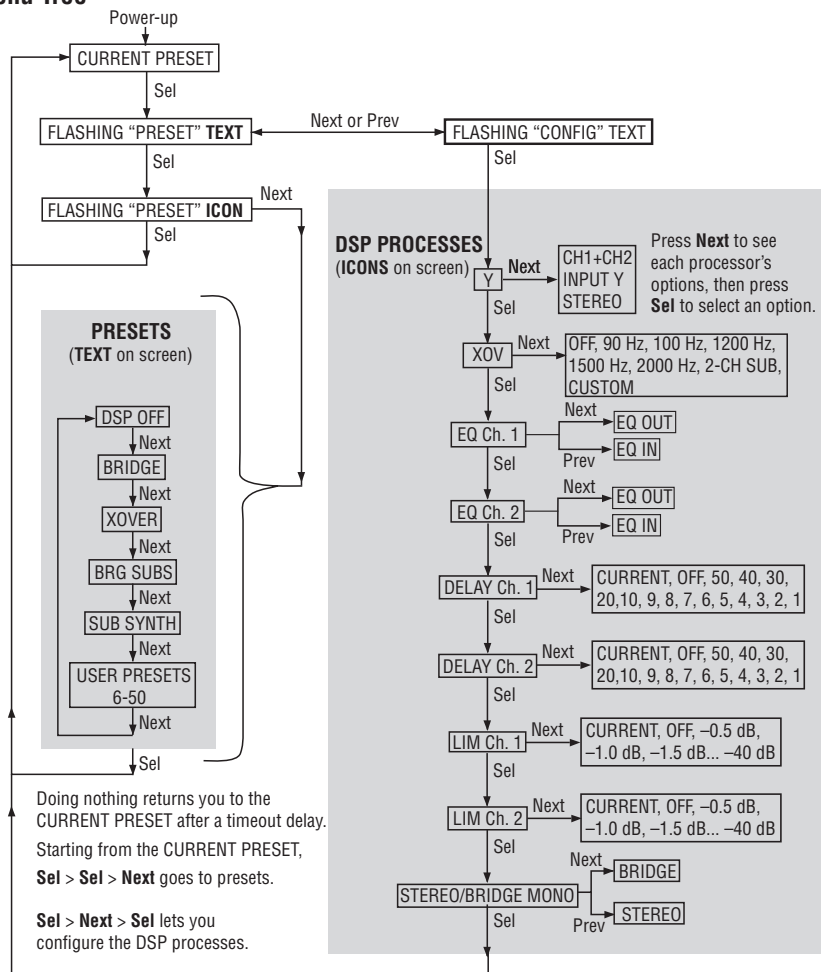 Power-up
CURRENT PRESET
Sel
FLASHING “PRESET” TEXT
Next or Prev
FLASHING “CONFIG” TEXT
Sel
Sel
FLASHING “PRESET” ICON
Next
Sel
PRESETS
(TEXT on screen)
DSP OFF
Next
BRIDGE
Next
XOVER
Next
BRG SUBS
Next
SUB SYNTH
Next
USER PRESETS
6-50
Next
Sel
Doing nothing returns you to the
CURRENT PRESET after a timeout delay.
Starting from the CURRENT PRESET,
Sel > Sel > Next goes to presets.
Sel > Next > Sel lets you
configure the DSP processes.
DSP PROCESSES
(ICONS on screen)
Y
Next
CH1+CH2
INPUT Y
STEREO
Press Next to see
each processor’s
options, then press
Sel to select an option.
Sel
XOV
Next
OFF, 90 Hz, 100 Hz, 1200 Hz,
1500 Hz, 2000 Hz, 2-CH SUB,
CUSTOM
Sel
EQ Ch. 1
Next
EQ OUT
Prev
EQ IN
Sel
EQ Ch. 2
Next
EQ OUT
Prev
EQ IN
Sel
DELAY Ch. 1
Next
CURRENT, OFF, 50, 40, 30,
20,10, 9, 8, 7, 6, 5, 4, 3, 2, 1
Sel
DELAY Ch. 2
Next
CURRENT, OFF, 50, 40, 30,
20,10, 9, 8, 7, 6, 5, 4, 3, 2, 1
Sel
LIM Ch. 1
Next
CURRENT, OFF, –0.5 dB,
–1.0 dB, –1.5 dB... –40 dB
Sel
LIM Ch. 2
Next
CURRENT, OFF, –0.5 dB,
–1.0 dB, –1.5 dB... –40 dB
Sel
STEREO/BRIDGE MONO
Next
BRIDGE
Prev
STEREO
Sel